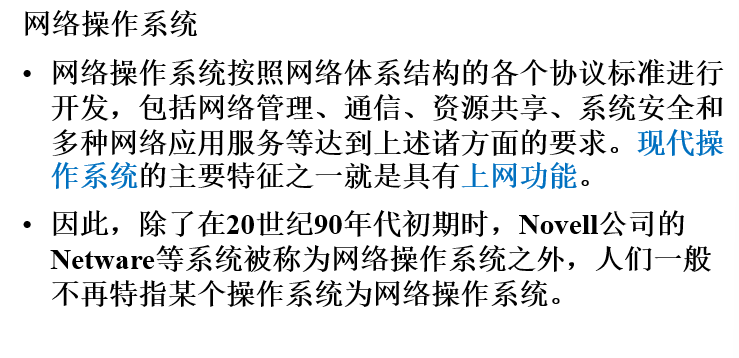 网络操作系统
• 网络操作系统按照网络体系结构的各个协议标准进行
开发，包括网络管理、通信、资源共享、系统安全和
多种网络应用服务等达到上述诸方面的要求。现代操
作系统的主要特征之一就是具有上网功能。
• 因此，除了在20世纪90年代初期时，Novell公司的
Netware等系统被称为网络操作系统之外，人们一般
不再特指某个操作系统为网络操作系统。